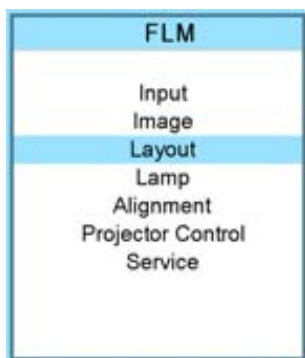 FLM
Input
Image
Layout
Lamp
Alignment
Projector Control
Service